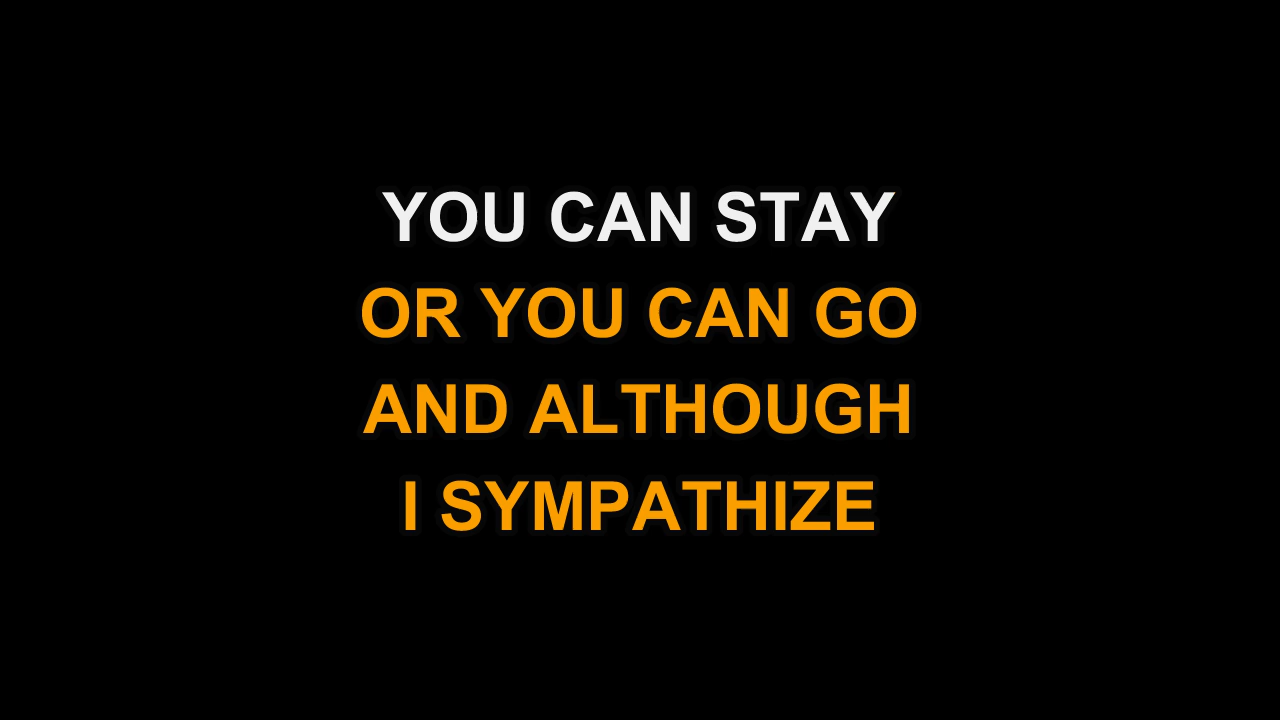 YOU CAN STAY
OR YOU CAN GO
AND ALTHOUGH
I SYMPATHIZE